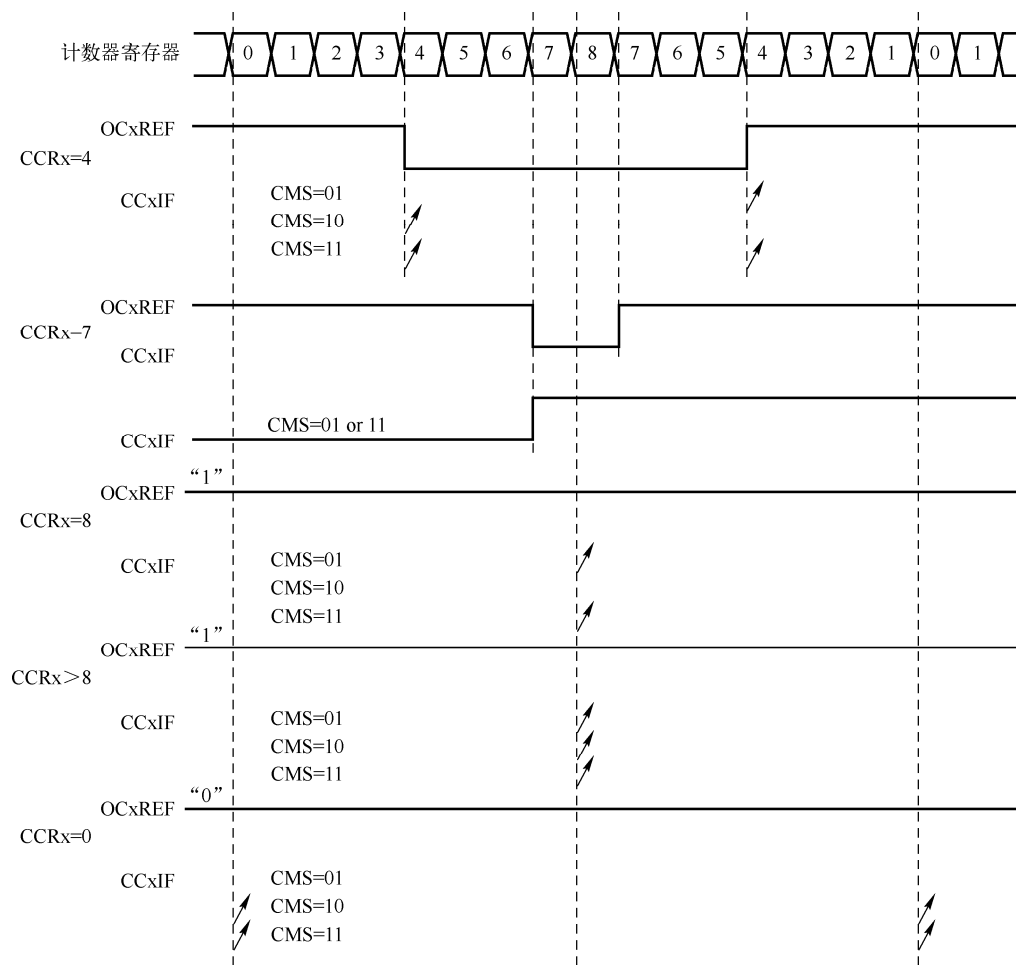 计数器寄存器 0 1 2 3 4 5 6 7 8 7 6 5 4 3 2 1 0 1
OCxREF
CCRx=4
CCxIF
CMS=01
CMS=10
CMS=11
OCxREF
CCRx−7
CCxIF
CMS=01 or 11
CCxIF
“1”
OCxREF
CCRx=8
CCxIF
CMS=01
CMS=10
CMS=11
“1”
OCxREF
CCRx>8
CCxIF
CMS=01
CMS=10
CMS=11
“0”
OCxREF
CCRx=0
CCxIF
CMS=01
CMS=10
CMS=11